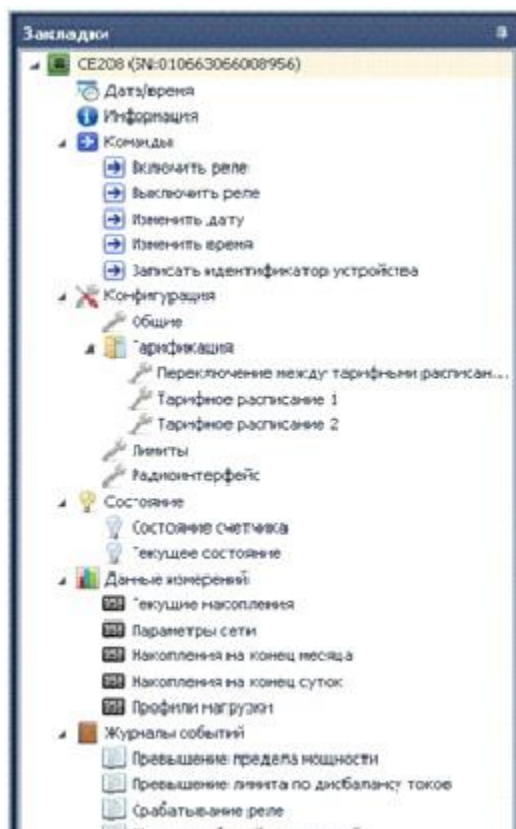 Закладки
CE208 (SN:010663066008956)
Дата/время
Информация
Команды
Включить реле
Выключить реле
Изменить дату
Изменить время
Записать идентификатор устройства
Конфигурация
Общие
Тарификация
Переключение между тарифными расписан...
Тарифное расписание 1
Тарифное расписание 2
Лимиты
Радиоинтерфейс
Состояние
Состояние счетчика
Текущее состояние
Данные измерений
Текущие накопления
Параметры сети
Накопления на конец месяца
Накопления на конец суток
Профили нагрузки
Журналы событий
Превышение предела мощности
Превышение лимита по дисбалансу токов
Срабатывание реле